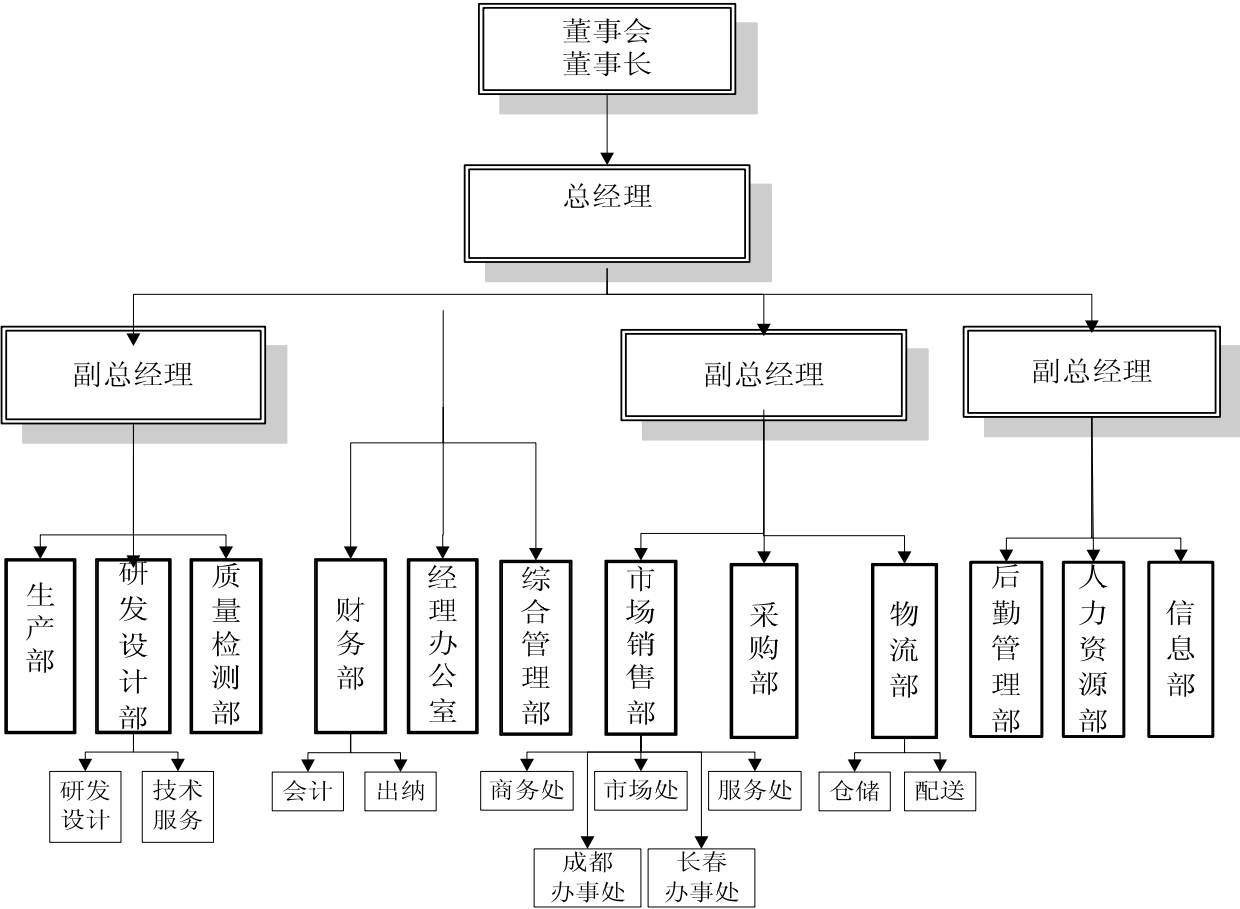 董事会
董事长
总经理
副总经理
副总经理
副总经理
生产部
研发设计部
质量检测部
财务部
经理办公室
综合管理部
市场销售部
采购部
物流部
后勤管理部
人力资源部
信息部
研发
设计
技术
服务
会计
出纳
商务处
市场处
服务处
仓储
配送
成都
办事处
长春
办事处